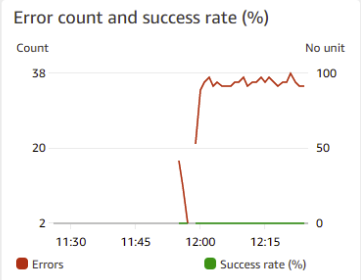 Error count and success rate (%)
Count No unit
38 100
20 50
2 0
11:30 11:45 12:00 12:15
Errors Success rate (%)